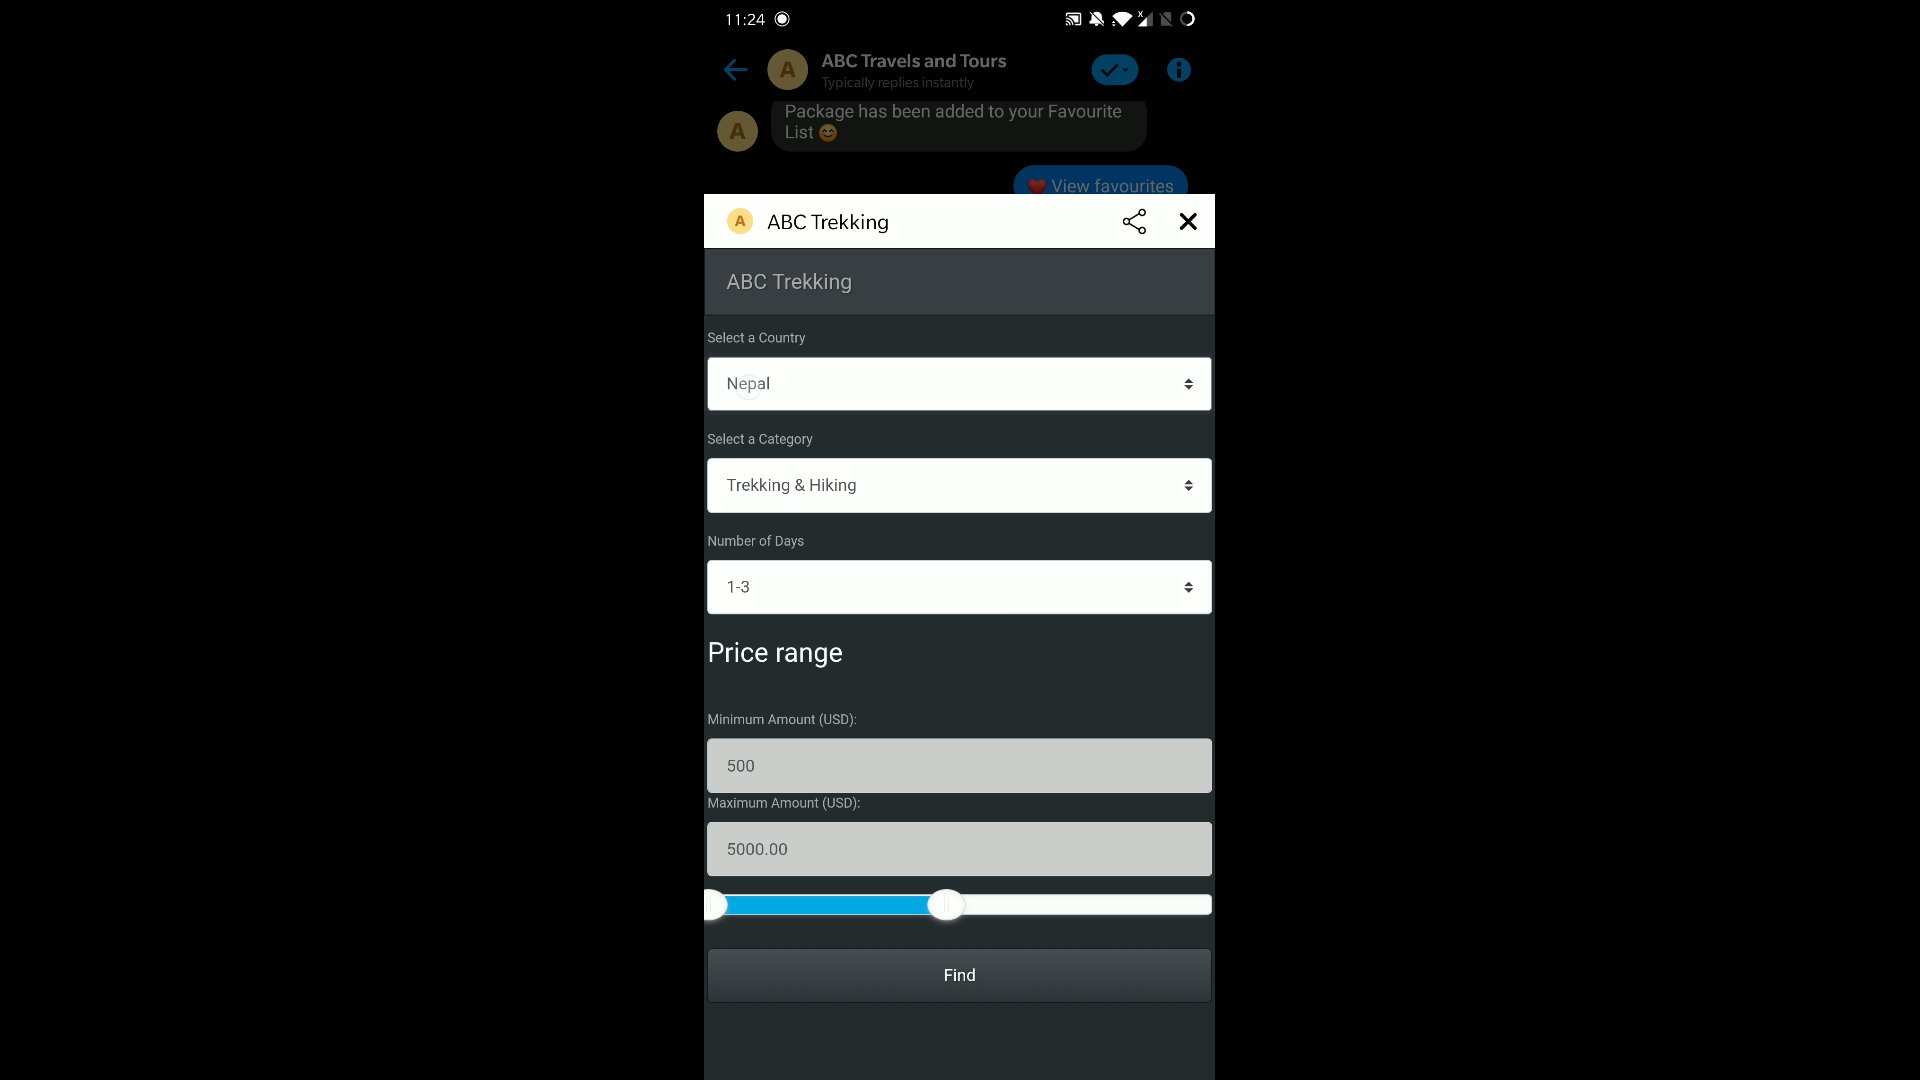 11:24
A
ABC Travels and Tours
Typically replies instantly
Package has been added to your Favourite
A
List 😊
❤️ View favourites
A
ABC Trekking
ABC Trekking
Select a Country
Nepal
Select a Category
Trekking & Hiking
Number of Days
1-3
Price range
Minimum Amount (USD):
500
Maximum Amount (USD):
5000.00
Find